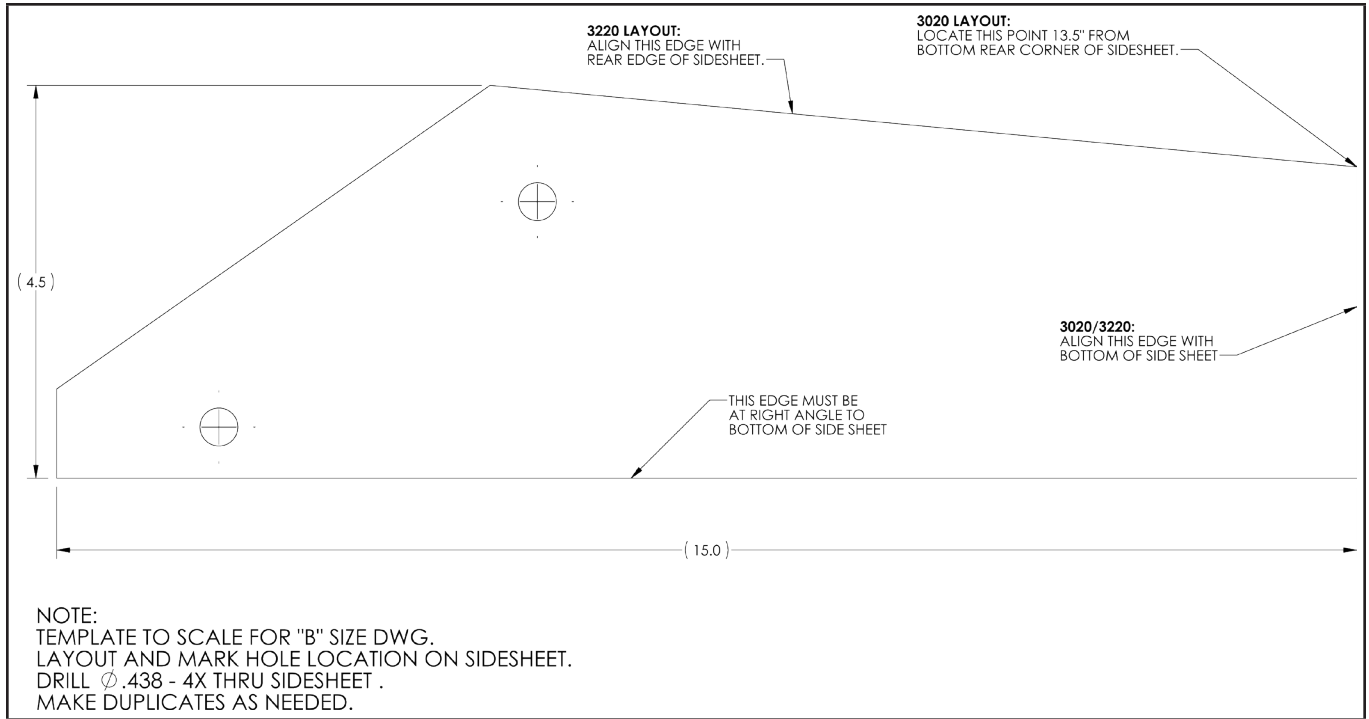 3220 LAYOUT:
ALIGN THIS EDGE WITH
REAR EDGE OF SIDESHEET.
3020 LAYOUT:
LOCATE THIS POINT 13.5" FROM
BOTTOM REAR CORNER OF SIDESHEET.
( 4.5 )
3020/3220:
ALIGN THIS EDGE WITH
BOTTOM OF SIDE SHEET
THIS EDGE MUST BE
AT RIGHT ANGLE TO
BOTTOM OF SIDE SHEET
( 15.0 )
NOTE:
TEMPLATE TO SCALE FOR "B" SIZE DWG.
LAYOUT AND MARK HOLE LOCATION ON SIDESHEET.
DRILL ∅ .438 - 4X THRU SIDESHEET .
MAKE DUPLICATES AS NEEDED.